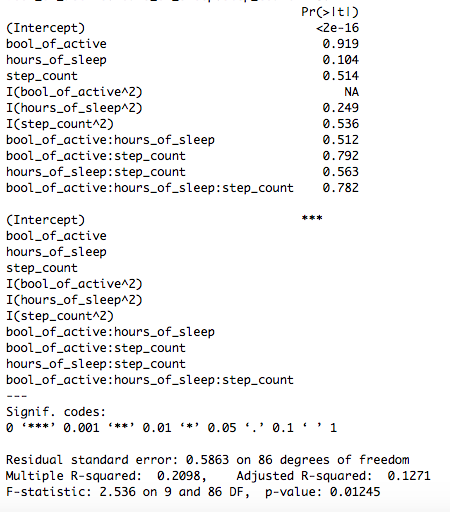 Pr(>|t|)
(Intercept) <2e-16
bool_of_active 0.919
hours_of_sleep 0.104
step_count 0.514
I(bool_of_active^2) NA
I(hours_of_sleep^2) 0.249
I(step_count^2) 0.536
bool_of_active:hours_of_sleep 0.512
bool_of_active:step_count 0.792
hours_of_sleep:step_count 0.563
bool_of_active:hours_of_sleep:step_count 0.782
(Intercept) ***
bool_of_active
hours_of_sleep
step_count
I(bool_of_active^2)
I(hours_of_sleep^2)
I(step_count^2)
bool_of_active:hours_of_sleep
bool_of_active:step_count
hours_of_sleep:step_count
bool_of_active:hours_of_sleep:step_count
---
Signif. codes:
0 ‘***’ 0.001 ‘**’ 0.01 ‘*’ 0.05 ‘.’ 0.1 ‘ ’ 1
Residual standard error: 0.5863 on 86 degrees of freedom
Multiple R-squared: 0.2098, Adjusted R-squared: 0.1271
F-statistic: 2.536 on 9 and 86 DF, p-value: 0.01245